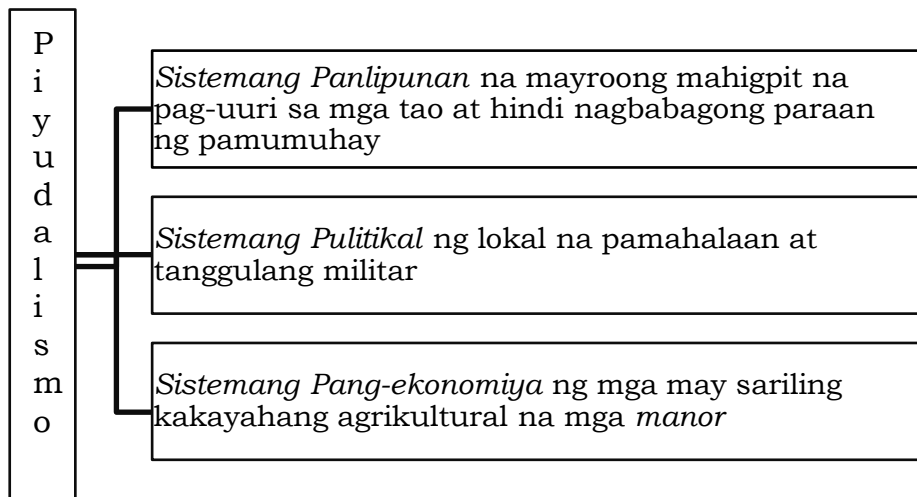 Piyudalismo
Sistemang Panlipunan na mayroong mahigpit na
pag-uuri sa mga tao at hindi nagbabagong paraan
ng pamumuhay
Sistemang Pulitikal ng lokal na pamahalaan at
tanggulang militar
Sistemang Pang-ekonomiya ng mga may sariling
kakayahang agrikultural na mga manor